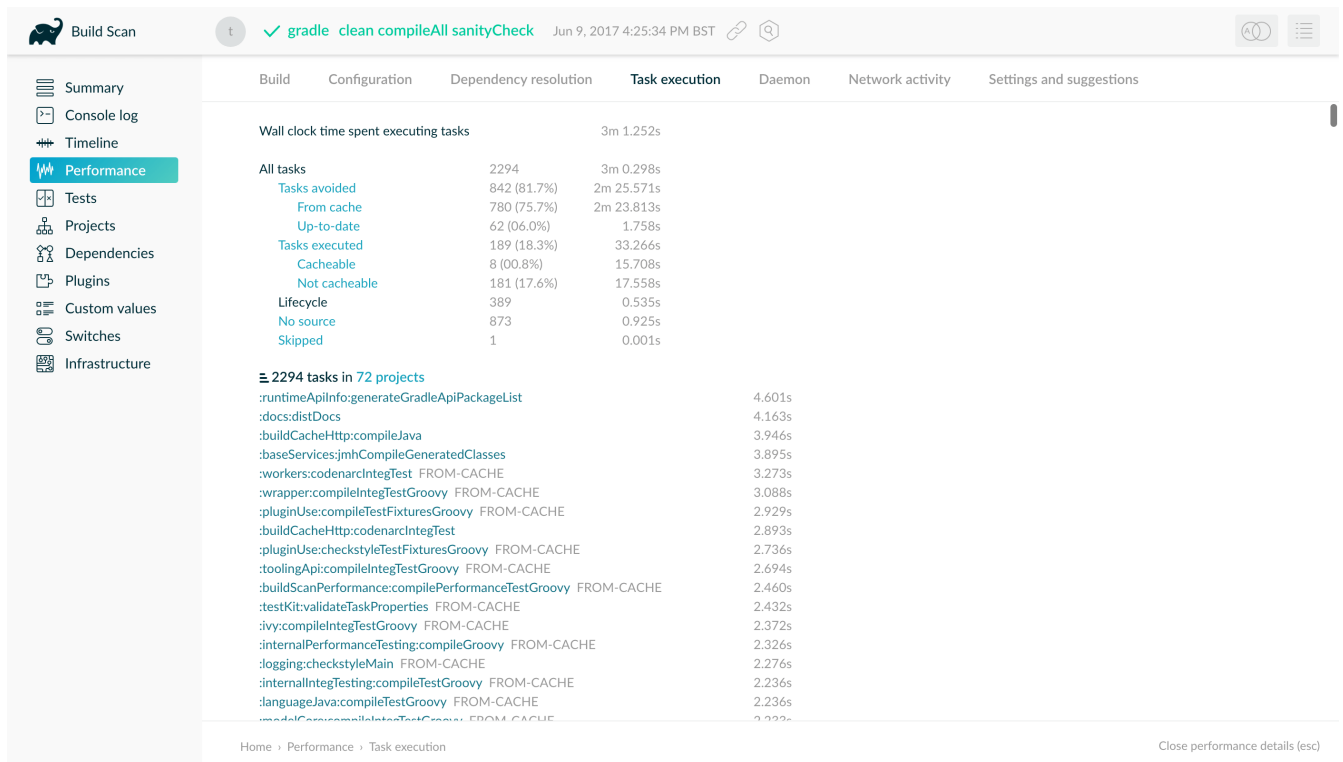 Build Scan
t gradle clean compileAll sanityCheck Jun 9, 2017 4:25:34 PM BST
Build Configuration Dependency resolution Task execution Daemon Network activity Settings and suggestions
Summary
Console log
Timeline
Performance
Tests
Projects
Dependencies
Plugins
Custom values
Switches
Infrastructure
Wall clock time spent executing tasks 3m 1.252s
All tasks 2294 3m 0.298s
Tasks avoided 842 (81.7%) 2m 25.571s
From cache 780 (75.7%) 2m 23.813s
Up-to-date 62 (06.0%) 1.758s
Tasks executed 189 (18.3%) 33.266s
Cacheable 8 (00.8%) 15.708s
Not cacheable 181 (17.6%) 17.558s
Lifecycle 389 0.535s
No source 873 0.925s
Skipped 1 0.001s
2294 tasks in 72 projects
:runtimeApiInfo:generateGradleApiPackageList 4.601s
:docs:distDocs 4.163s
:buildCacheHttp:compileJava 3.946s
:baseServices:jmhCompileGeneratedClasses 3.895s
:workers:codenarcIntegTest FROM-CACHE 3.273s
:wrapper:compileIntegTestGroovy FROM-CACHE 3.088s
:pluginUse:compileTestFixturesGroovy FROM-CACHE 2.929s
:buildCacheHttp:codenarcIntegTest 2.893s
:pluginUse:checkstyleTestFixturesGroovy FROM-CACHE 2.736s
:toolingApi:compileIntegTestGroovy FROM-CACHE 2.694s
:buildScanPerformance:compilePerformanceTestGroovy FROM-CACHE 2.460s
:testKit:validateTaskProperties FROM-CACHE 2.432s
:ivy:compileIntegTestGroovy FROM-CACHE 2.372s
:internalPerformanceTesting:compileGroovy FROM-CACHE 2.326s
:logging:checkstyleMain FROM-CACHE 2.276s
:internalIntegTesting:compileTestGroovy FROM-CACHE 2.236s
:languageJava:compileTestGroovy FROM-CACHE 2.236s
:modelCore:compileIntegTestGroovy FROM-CACHE 2.233s
Home › Performance › Task execution Close performance details (esc)